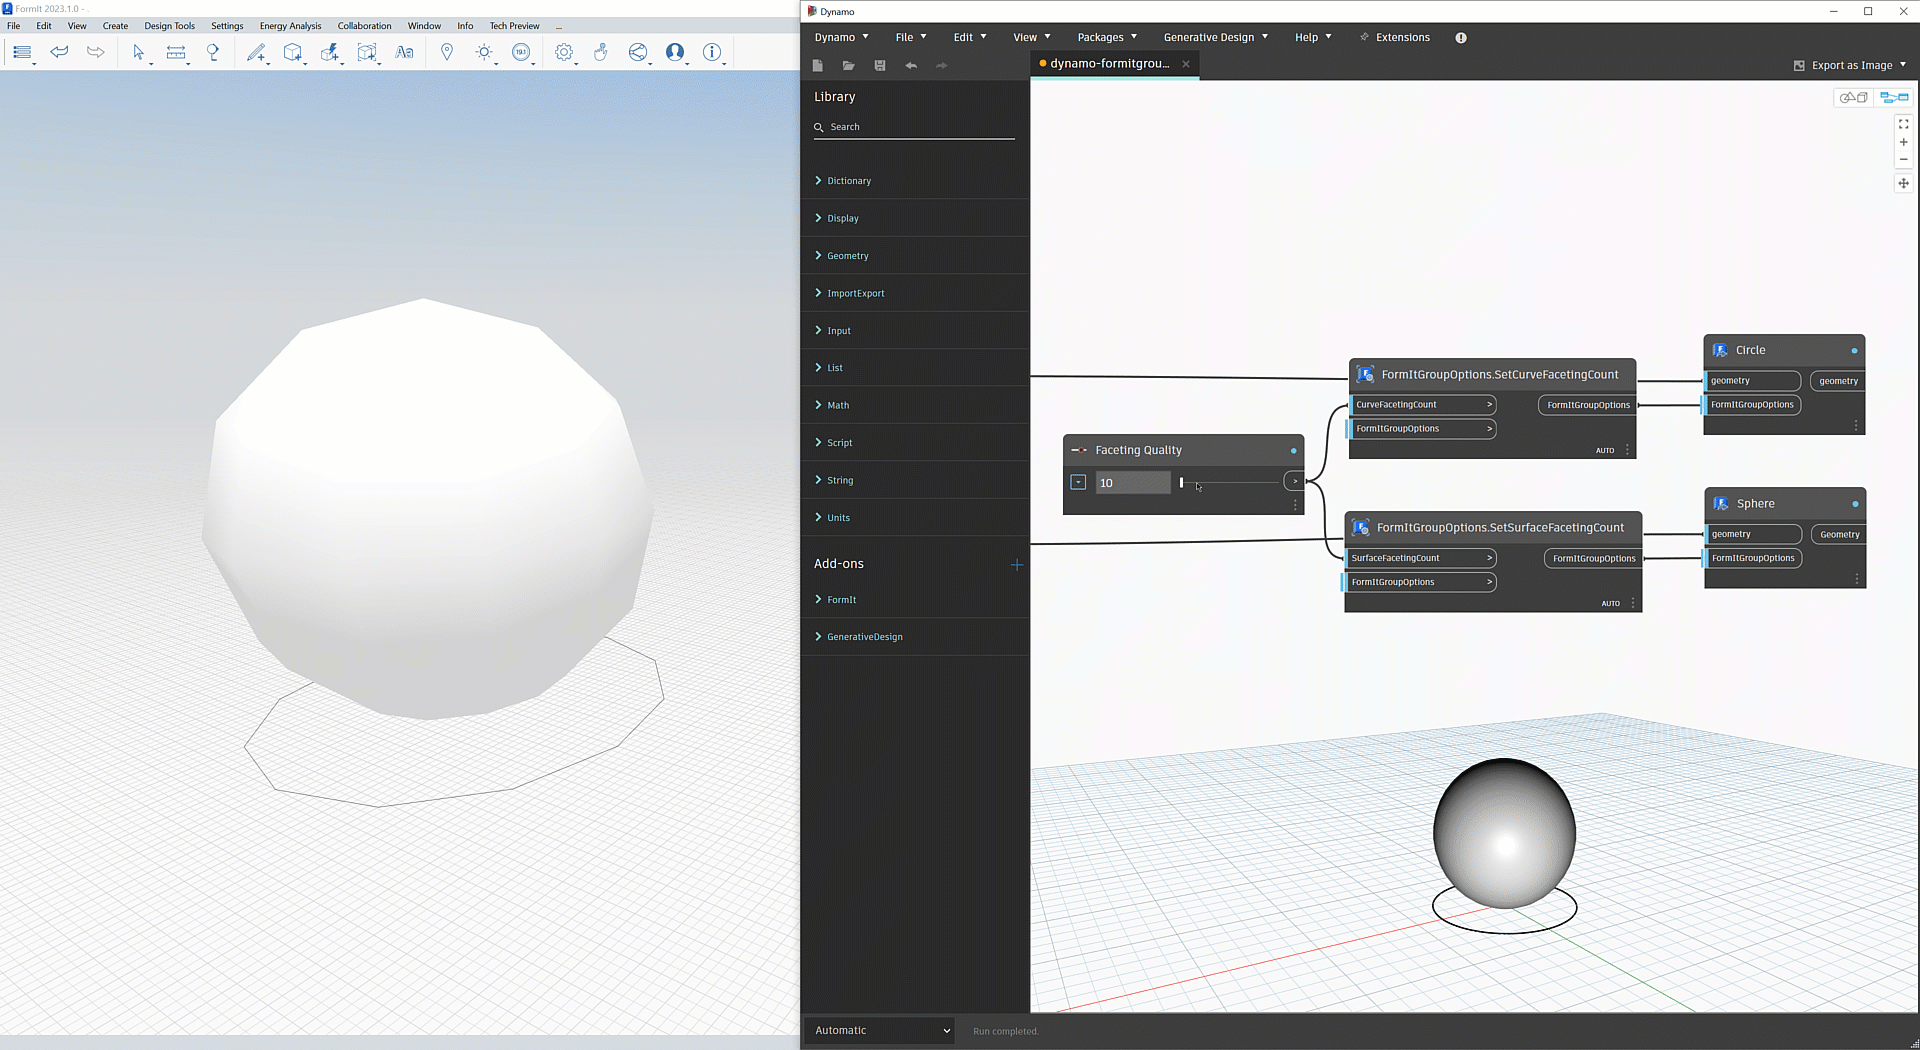 FormIt 2023.1.0 - .
File Edit View Create Design Tools Settings Energy Analysis Collaboration Window Info Tech Preview ...
Aa
19.1
Dynamo
Dynamo File Edit View Packages Generative Design Help Extensions
dynamo-formitgrou...
Export as Image
Library
Search
Dictionary
Display
Geometry
ImportExport
Input
List
Math
Script
String
Units
Add-ons
FormIt
GenerativeDesign
Faceting Quality
10
>
FormItGroupOptions.SetCurveFacetingCount
CurveFacetingCount > FormItGroupOptions
FormItGroupOptions >
AUTO
Circle
geometry geometry
FormItGroupOptions
FormItGroupOptions.SetSurfaceFacetingCount
SurfaceFacetingCount > FormItGroupOptions
FormItGroupOptions >
AUTO
Sphere
geometry Geometry
FormItGroupOptions
Automatic
Run completed.